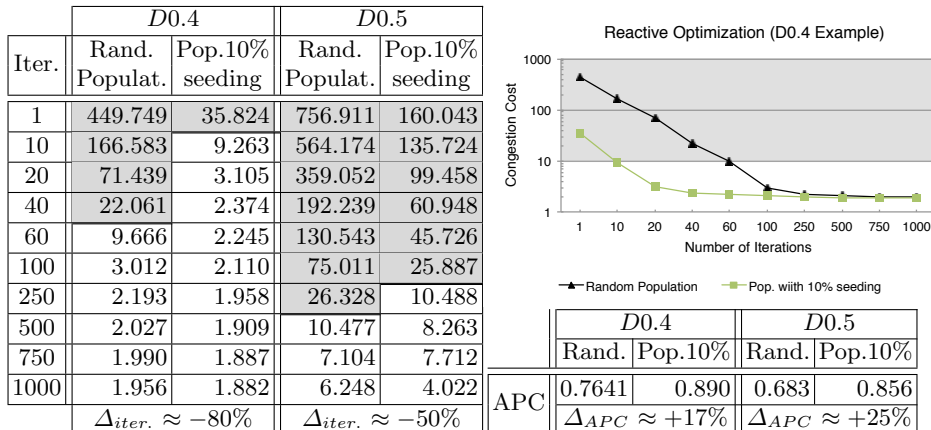 D0.4 D0.5
Iter. Rand. Populat. Pop.10% seeding Rand. Populat. Pop.10% seeding
1 449.749 35.824 756.911 160.043
10 166.583 9.263 564.174 135.724
20 71.439 3.105 359.052 99.458
40 22.061 2.374 192.239 60.948
60 9.666 2.245 130.543 45.726
100 3.012 2.110 75.011 25.887
250 2.193 1.958 26.328 10.488
500 2.027 1.909 10.477 8.263
750 1.990 1.887 7.104 7.712
1000 1.956 1.882 6.248 4.022
Δiter. ≈ −80% Δiter. ≈ −50%
Reactive Optimization (D0.4 Example)
Congestion Cost
1000
100
10
1
1 10 20 40 60 100 250 500 750 1000
Number of Iterations
Random Population Pop. wiith 10% seeding
D0.4 D0.5
Rand. Pop.10% Rand. Pop.10%
APC 0.7641 0.890 0.683 0.856
ΔAPC ≈ +17% ΔAPC ≈ +25%